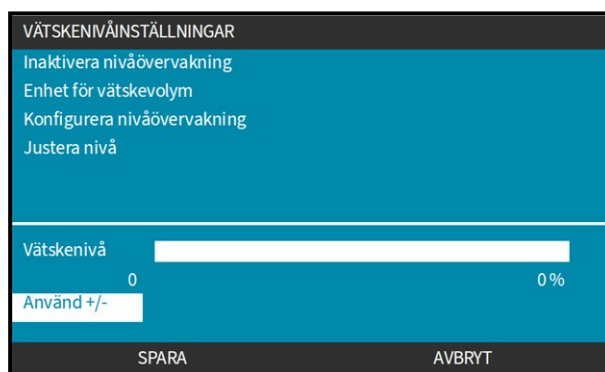 VÄTSKENIVÅINSTÄLLNINGAR
Inaktivera nivåövervakning
Enhet för vätskevolym
Konfigurera nivåövervakning
Justera nivå
Vätskenivå
0 0 %
Använd +/-
SPARA AVBRYT